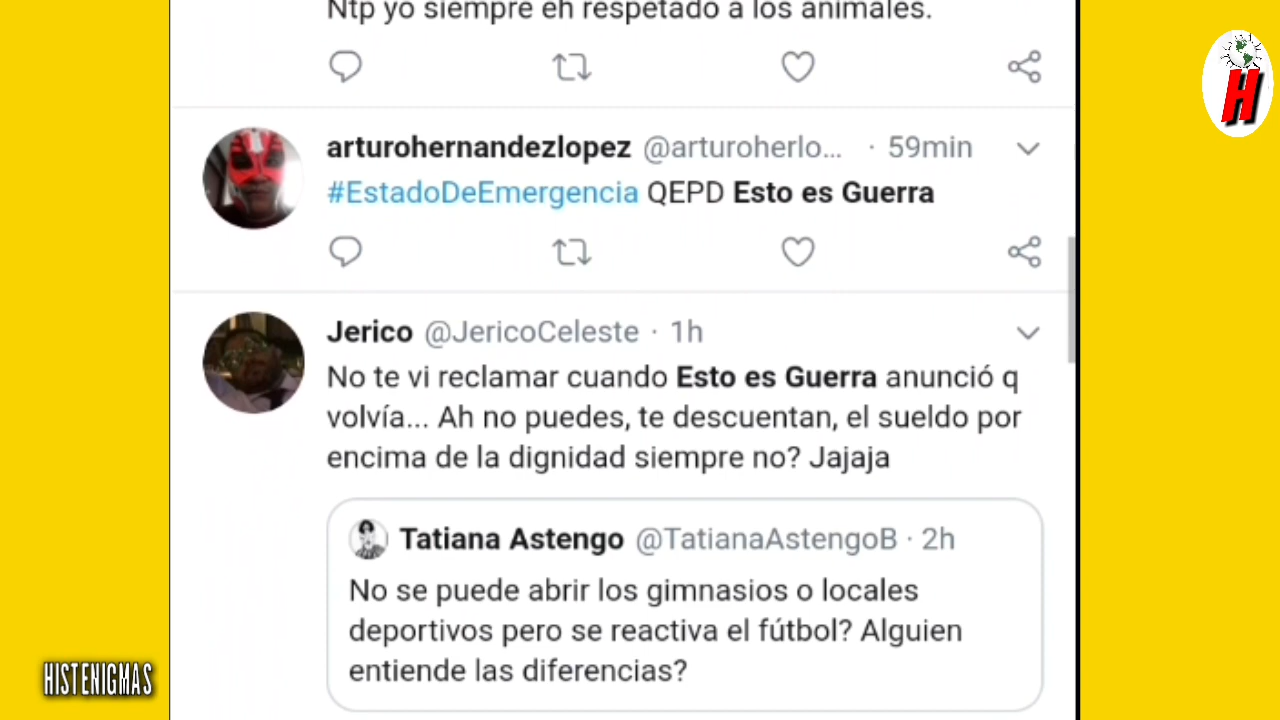 Ntp yo siempre eh respetado a los animales.
H
arturohernandezlopez @arturoherlo... · 59min
#EstadoDeEmergencia QEPD Esto es Guerra
Jerico @JericoCeleste · 1h
No te vi reclamar cuando Esto es Guerra anunció q
volvía... Ah no puedes, te descuentan, el sueldo por
encima de la dignidad siempre no? Jajaja
Tatiana Astengo @TatianaAstengoB · 2h
No se puede abrir los gimnasios o locales
deportivos pero se reactiva el fútbol? Alguien
entiende las diferencias?
HISTENIGMAS